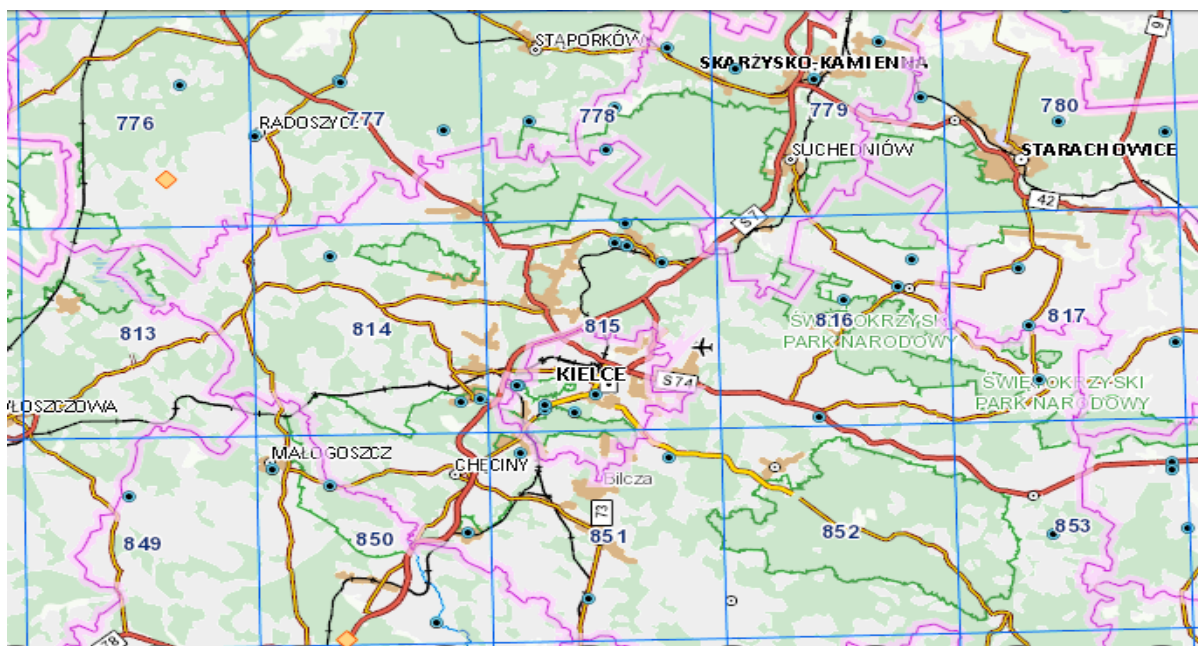 9
STĄPORKÓW
SKARŻYSKO-KAMIENNA
776
RADOSZYCE
777
778
779
780
SUCHEDNIÓW
STARACHOWICE
42
S7
813
814
815
816
817
ŚWIĘTOKRZYSKI
PARK NARODOWY
KIELCE
S74
ŚWIĘTOKRZYSKI
PARK NARODOWY
ŁOSZCZOWA
MAŁOGOSZCZ
CHĘCINY
Bilcza
73
849
850
851
852
853
78